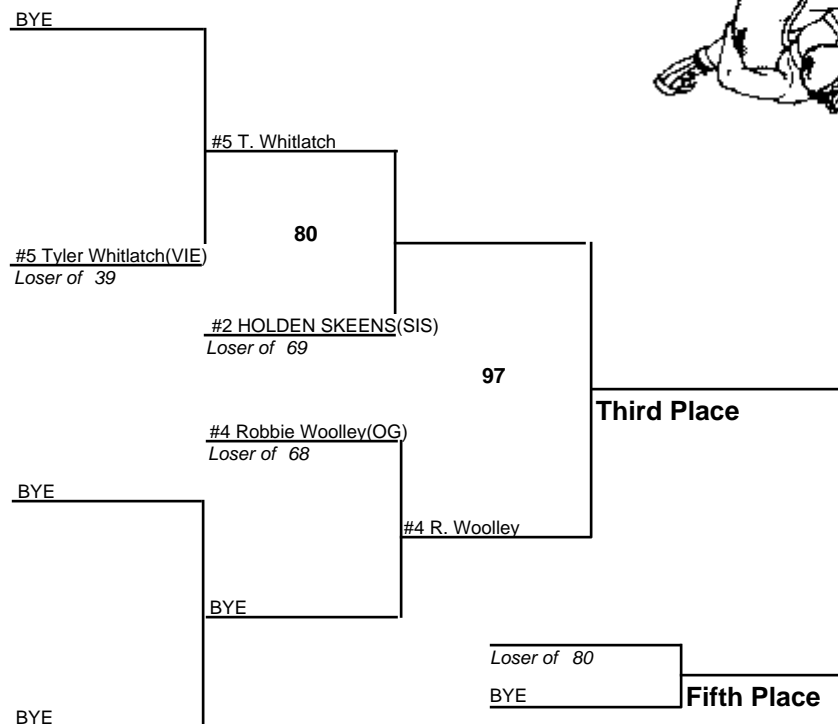 BYE
#5 T. Whitlatch
80
#5 Tyler Whitlatch(VIE)
Loser of 39
#2 HOLDEN SKEENS(SIS)
Loser of 69
97
Third Place
#4 Robbie Woolley(OG)
Loser of 68
BYE
#4 R. Woolley
BYE
Loser of 80
BYE
Fifth Place
BYE